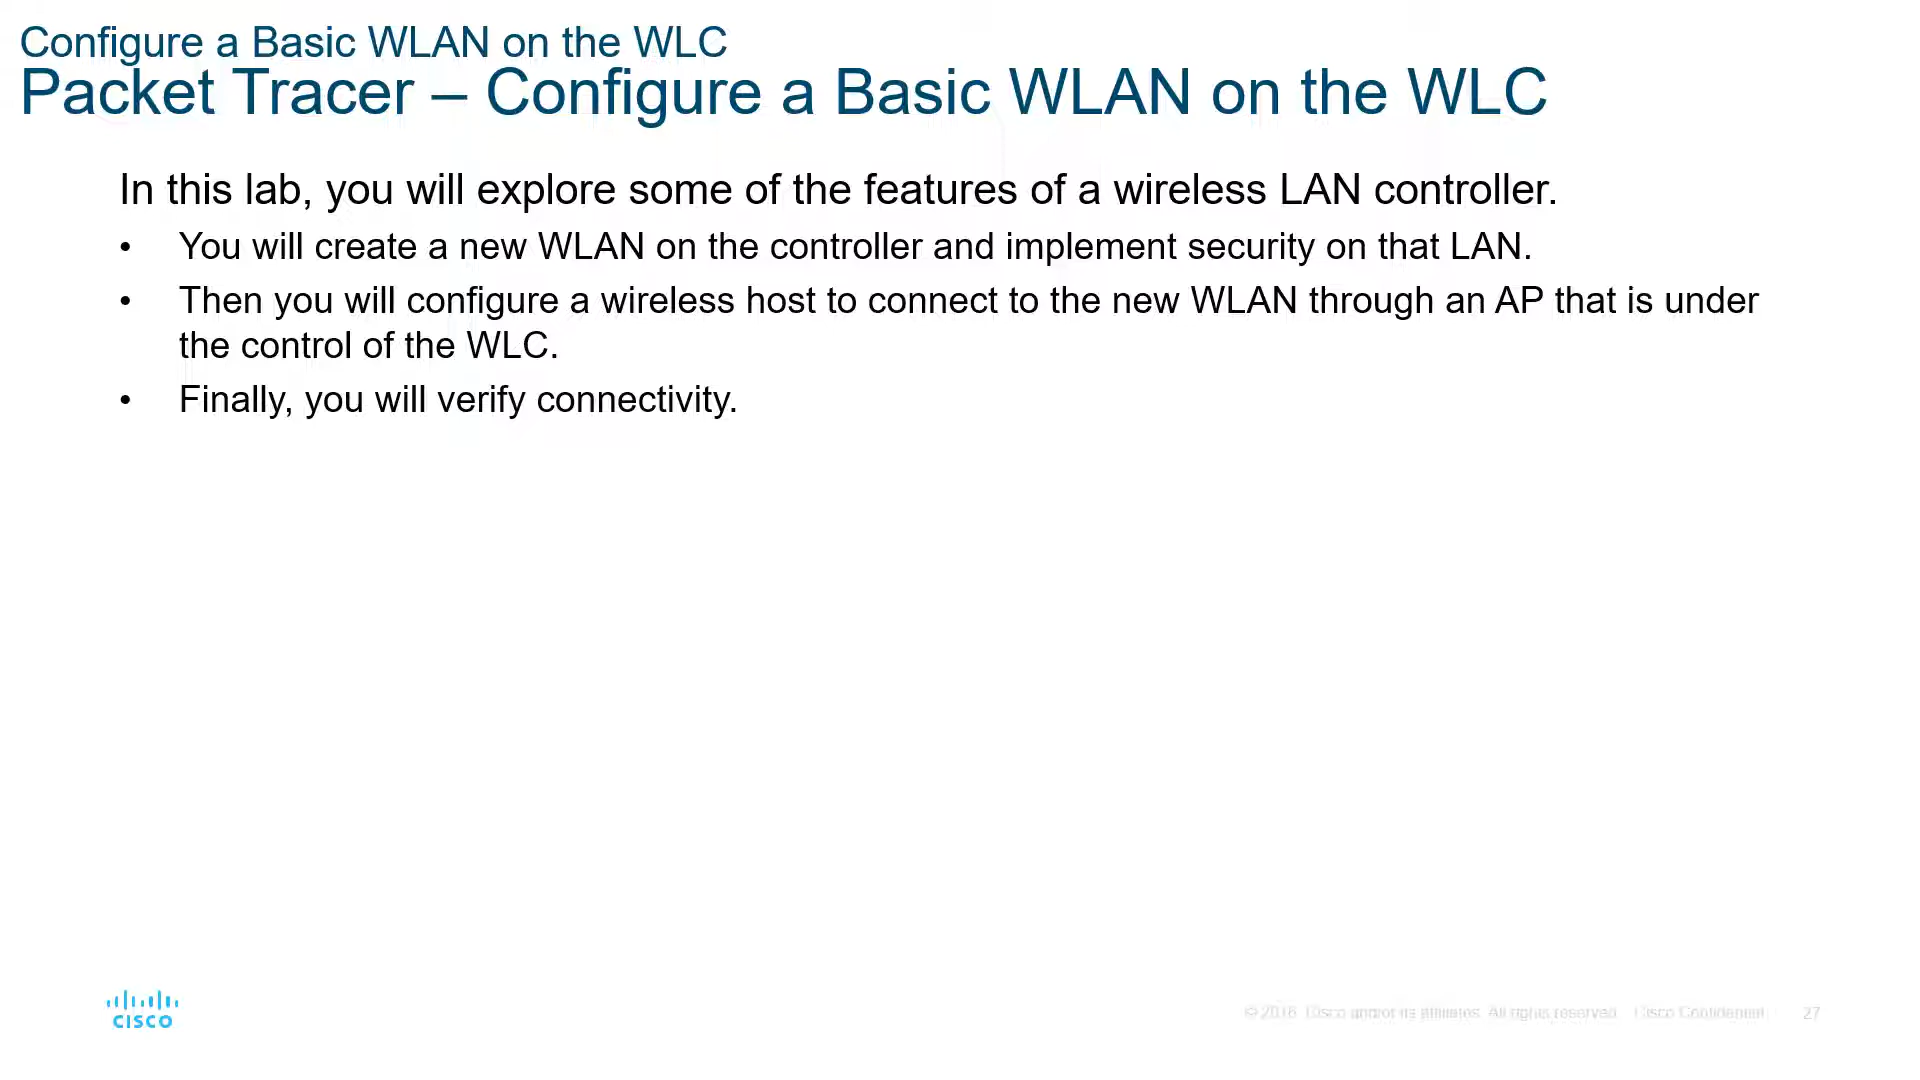 Configure a Basic WLAN on the WLC
Packet Tracer – Configure a Basic WLAN on the WLC
In this lab, you will explore some of the features of a wireless LAN controller.
• You will create a new WLAN on the controller and implement security on that LAN.
• Then you will configure a wireless host to connect to the new WLAN through an AP that is under
the control of the WLC.
• Finally, you will verify connectivity.
CISCO
© 2016 Cisco and/or its affiliates. All rights reserved. Cisco Confidential 27